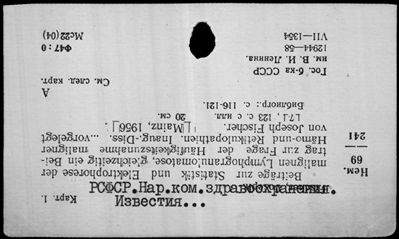 Карт. 1.
Нем.
69
241
Beiträge zur Statistik und Elektrophorese der
malignen Lymphogranulomatose, gleichzeitig ein Bei-
trag zur Frage der Häufigkeitszunahme maligner
Hämo-und Retikulopathien. Inaug.-Diss. ...vorgelegt
von Joseph Fischer. [Mainz, 1956].
123 с. с илл. 20 см.
Библиогр.: с. 116-121.
А
См. след. карт.
Гос. б-ка СССР
им. В. И. Ленина.
12944—58
VII—1354
Ф47 : 0
Мс22(04)
РСФСР.Нар.ком.здравоохранения.
Известия...